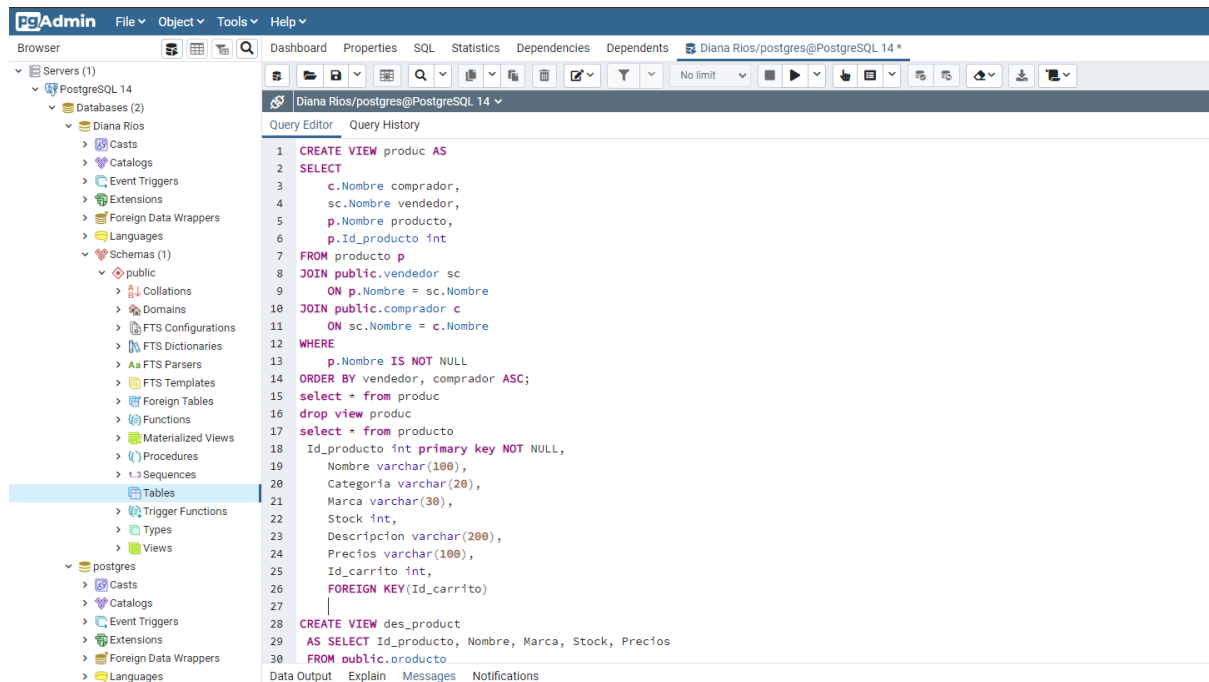 pgAdmin File Object Tools Help
Browser
Dashboard Properties SQL Statistics Dependencies Dependents Diana Rios/postgres@PostgreSQL 14 *
Servers (1)
PostgreSQL 14
Databases (2)
Diana Rios
Casts
Catalogs
Event Triggers
Extensions
Foreign Data Wrappers
Languages
Schemas (1)
public
Collations
Domains
FTS Configurations
FTS Dictionaries
FTS Parsers
FTS Templates
Foreign Tables
Functions
Materialized Views
Procedures
Sequences
Tables
Trigger Functions
Types
Views
postgres
Casts
Catalogs
Event Triggers
Extensions
Foreign Data Wrappers
Languages
No limit
Diana Rios/postgres@PostgreSQL 14
Query Editor Query History
1 CREATE VIEW produc AS
2 SELECT
3 c.Nombre comprador,
4 sc.Nombre vendedor,
5 p.Nombre producto,
6 p.Id_producto int
7 FROM producto p
8 JOIN public.vendedor sc
9 ON p.Nombre = sc.Nombre
10 JOIN public.comprador c
11 ON sc.Nombre = c.Nombre
12 WHERE
13 p.Nombre IS NOT NULL
14 ORDER BY vendedor, comprador ASC;
15 select * from produc
16 drop view produc
17 select * from producto
18 Id_producto int primary key NOT NULL,
19 Nombre varchar(100),
20 Categoria varchar(20),
21 Marca varchar(30),
22 Stock int,
23 Descripcion varchar(200),
24 Precios varchar(100),
25 Id_carrito int,
26 FOREIGN KEY(Id_carrito)
27
28 CREATE VIEW des_product
29 AS SELECT Id_producto, Nombre, Marca, Stock, Precios
30 FROM public.producto
Data Output Explain Messages Notifications